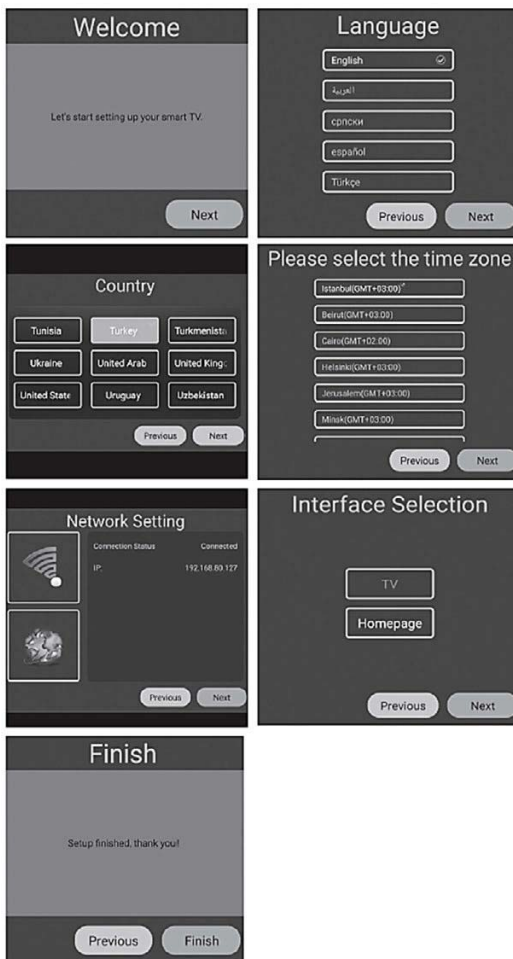 Welcome
Let's start setting up your smart TV.
Next
Language
English
العربية
српски
español
Türkçe
Previous Next
Country
Tunisia Turkey Turkmenista
Ukraine United Arab United King
United State Uruguay Uzbekistan
Previous Next
Please select the time zone
Istanbul(GMT+03:00)
Beirut(GMT+03:00)
Cairo(GMT+02:00)
Helsinki(GMT+03:00)
Jerusalem(GMT+03:00)
Minsk(GMT+03:00)
Previous Next
Network Setting
Connection Status Connected
IP: 192.168.80.127
Previous Next
Interface Selection
TV
Homepage
Previous Next
Finish
Setup finished, thank you!
Previous Finish